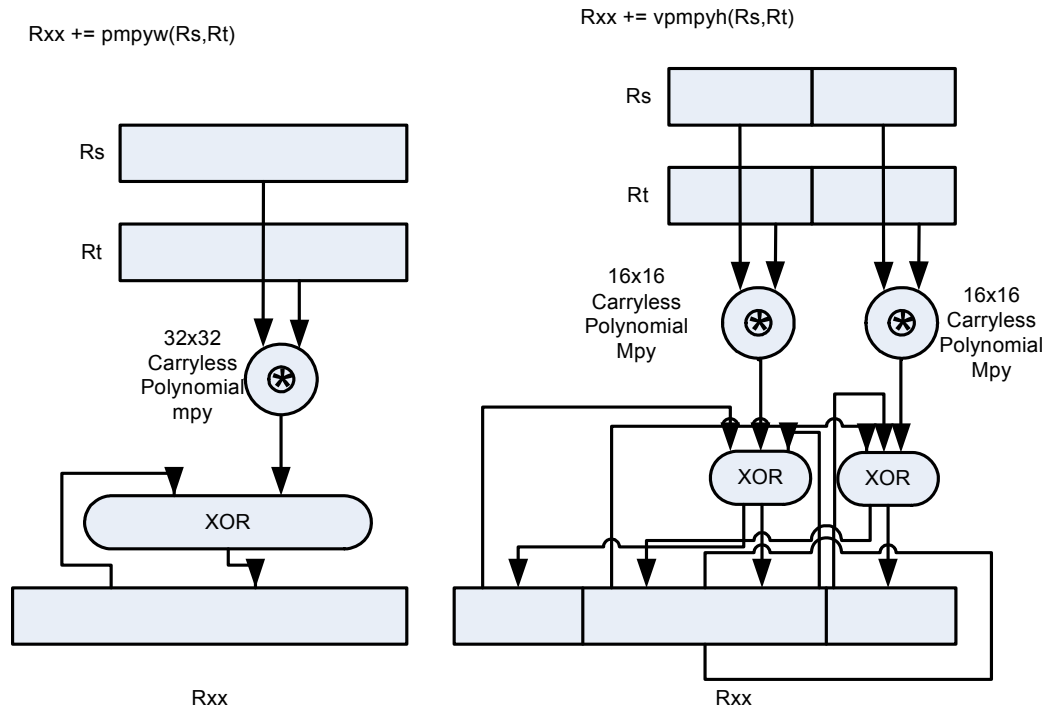 Rxx += pmpyw(Rs,Rt)
Rs
Rt
32x32
Carryless
Polynomial
mpy
XOR
Rxx
Rxx += vpmpyh(Rs,Rt)
Rs
Rt
16x16
Carryless
Polynomial
Mpy
16x16
Carryless
Polynomial
Mpy
XOR
XOR
Rxx